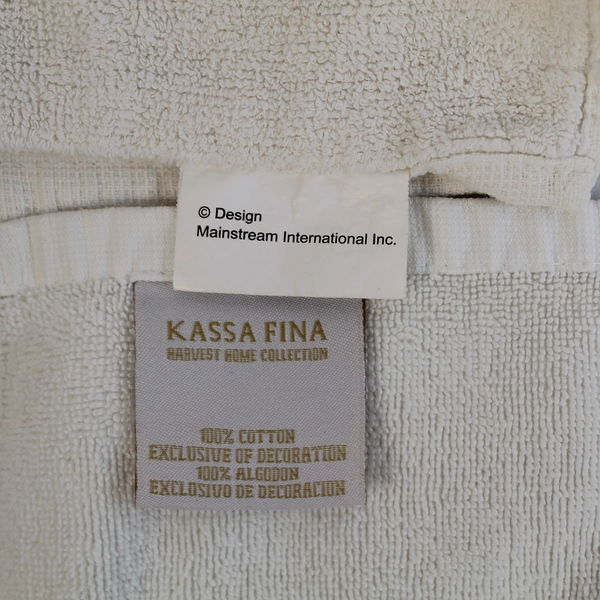 © Design
Mainstream International Inc.
KASSA FINA
HARVEST HOME COLLECTION
100% COTTON
EXCLUSIVE OF DECORATION
100% ALGODON
EXCLUSIVO DE DECORACION